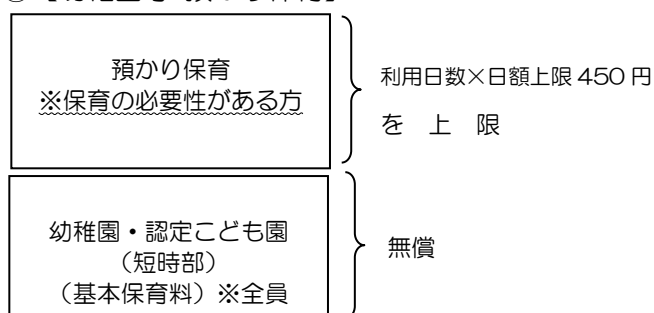 預かり保育
※保育の必要性がある方
利用日数×日額上限 450 円
を 上 限
幼稚園・認定こども園
(短時部)
(基本保育料)※全員
無償